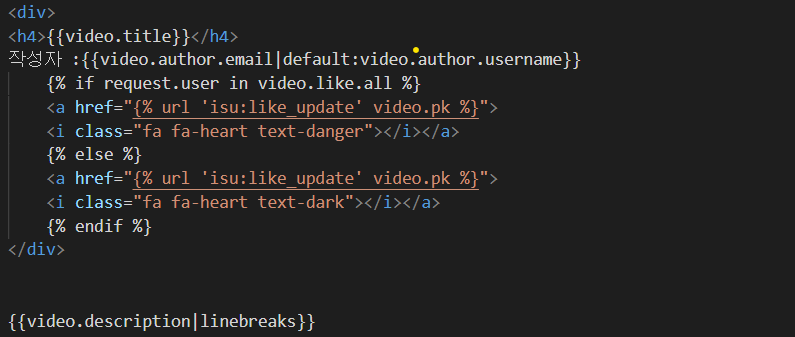 <div>
<h4>{{video.title}}</h4>
작성자 :{{video.author.email|default:video.author.username}}
{% if request.user in video.like.all %}
<a href="{% url 'isu:like_update' video.pk %}">
<i class="fa fa-heart text-danger"></i></a>
{% else %}
<a href="{% url 'isu:like_update' video.pk %}">
<i class="fa fa-heart text-dark"></i></a>
{% endif %}
</div>
{{video.description|linebreaks}}